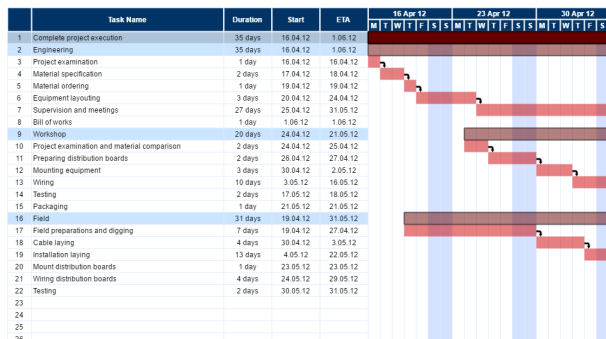 Task Name Duration Start ETA 16 Apr 12 23 Apr 12 30 Apr 12
M T W T F S S M T W T F S S M T W T F S
1 Complete project execution 35 days 16.04.12 1.06.12
2 Engineering 35 days 16.04.12 1.06.12
3 Project examination 1 day 16.04.12 16.04.12
4 Material specification 2 days 17.04.12 18.04.12
5 Material ordering 1 day 19.04.12 19.04.12
6 Equipment layouting 3 days 20.04.12 24.04.12
7 Supervision and meetings 27 days 25.04.12 31.05.12
8 Bill of works 1 day 1.06.12 1.06.12
9 Workshop 20 days 24.04.12 21.05.12
10 Project examination and material comparison 2 days 24.04.12 25.04.12
11 Preparing distribution boards 2 days 26.04.12 27.04.12
12 Mounting equipment 3 days 30.04.12 2.05.12
13 Wiring 10 days 3.05.12 16.05.12
14 Testing 2 days 17.05.12 18.05.12
15 Packaging 1 day 21.05.12 21.05.12
16 Field 31 days 19.04.12 31.05.12
17 Field preparations and digging 7 days 19.04.12 27.04.12
18 Cable laying 4 days 30.04.12 3.05.12
19 Installation laying 13 days 4.05.12 22.05.12
20 Mount distribution boards 1 day 23.05.12 23.05.12
21 Wiring distribution boards 4 days 24.05.12 29.05.12
22 Testing 2 days 30.05.12 31.05.12
23
24
25
26